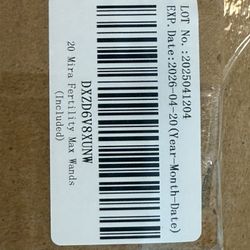 LOT No.:2025041204
EXP. Date:2026-04-20(Year-Month-Date)
DXZD6V8XUNW
20 Mira Fertility Max Wands
(Included)